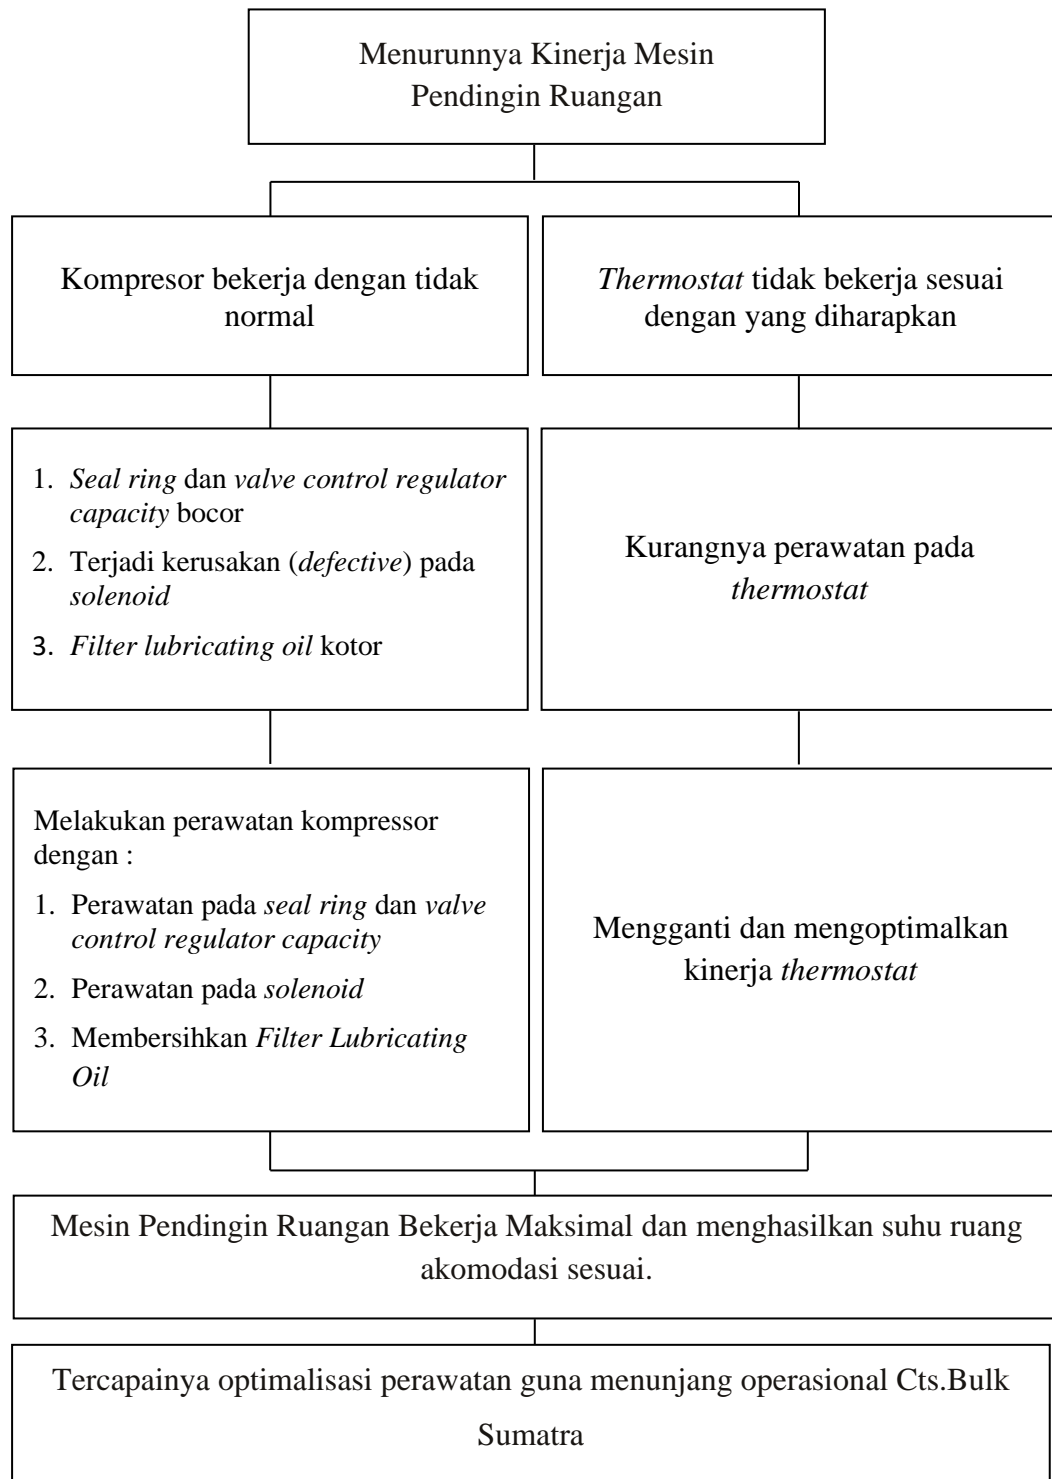 Menurunnya Kinerja Mesin
Pendingin Ruangan
Kompresor bekerja dengan tidak
normal
Thermostat tidak bekerja sesuai
dengan yang diharapkan
1. Seal ring dan valve control regulator
capacity bocor
2. Terjadi kerusakan (defective) pada
solenoid
3. Filter lubricating oil kotor
Kurangnya perawatan pada
thermostat
Melakukan perawatan kompressor
dengan :
1. Perawatan pada seal ring dan valve
control regulator capacity
2. Perawatan pada solenoid
3. Membersihkan Filter Lubricating
Oil
Mengganti dan mengoptimalkan
kinerja thermostat
Mesin Pendingin Ruangan Bekerja Maksimal dan menghasilkan suhu ruang
akomodasi sesuai.
Tercapainya optimalisasi perawatan guna menunjang operasional Cts.Bulk
Sumatra